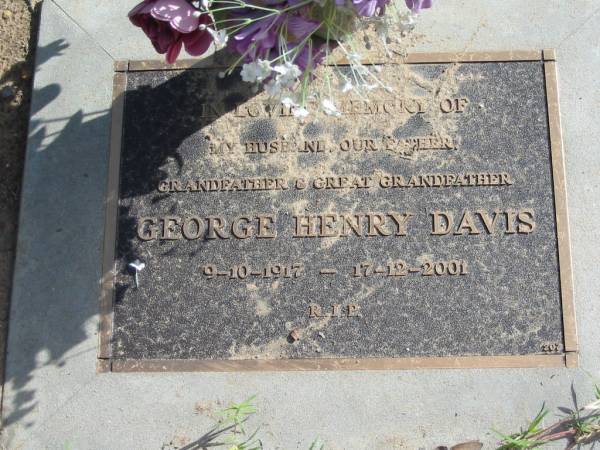 IN LOVING MEMORY OF
MY HUSBAND, OUR FATHER,
GRANDFATHER & GREAT GRANDFATHER
GEORGE HENRY DAVIS
9-10-1917 - 17-12-2001
R.I.P.